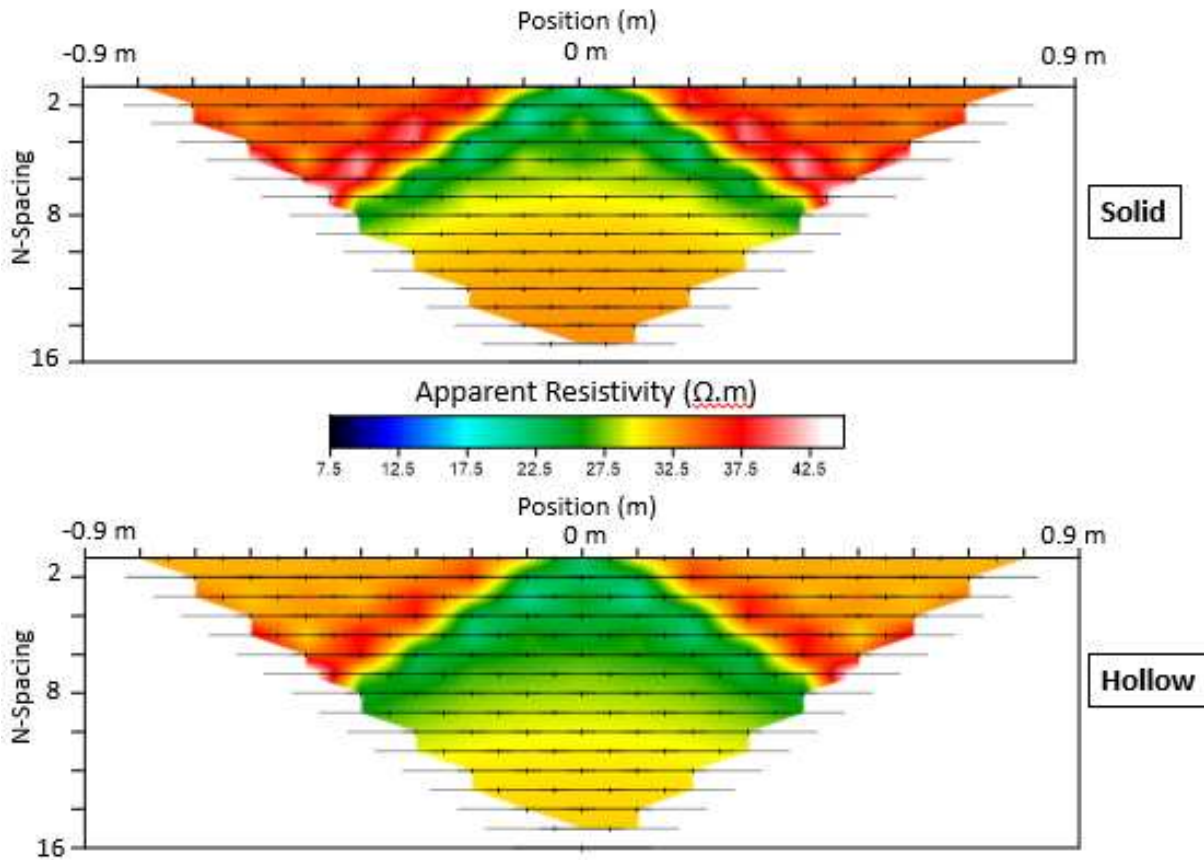 Position (m)
-0.9 m 0 m 0.9 m
2
8
16
N-Spacing
Solid
Apparent Resistivity (Ω.m)
7.5 12.5 17.5 22.5 27.5 32.5 37.5 42.5
Position (m)
-0.9 m 0 m 0.9 m
2
8
16
N-Spacing
Hollow